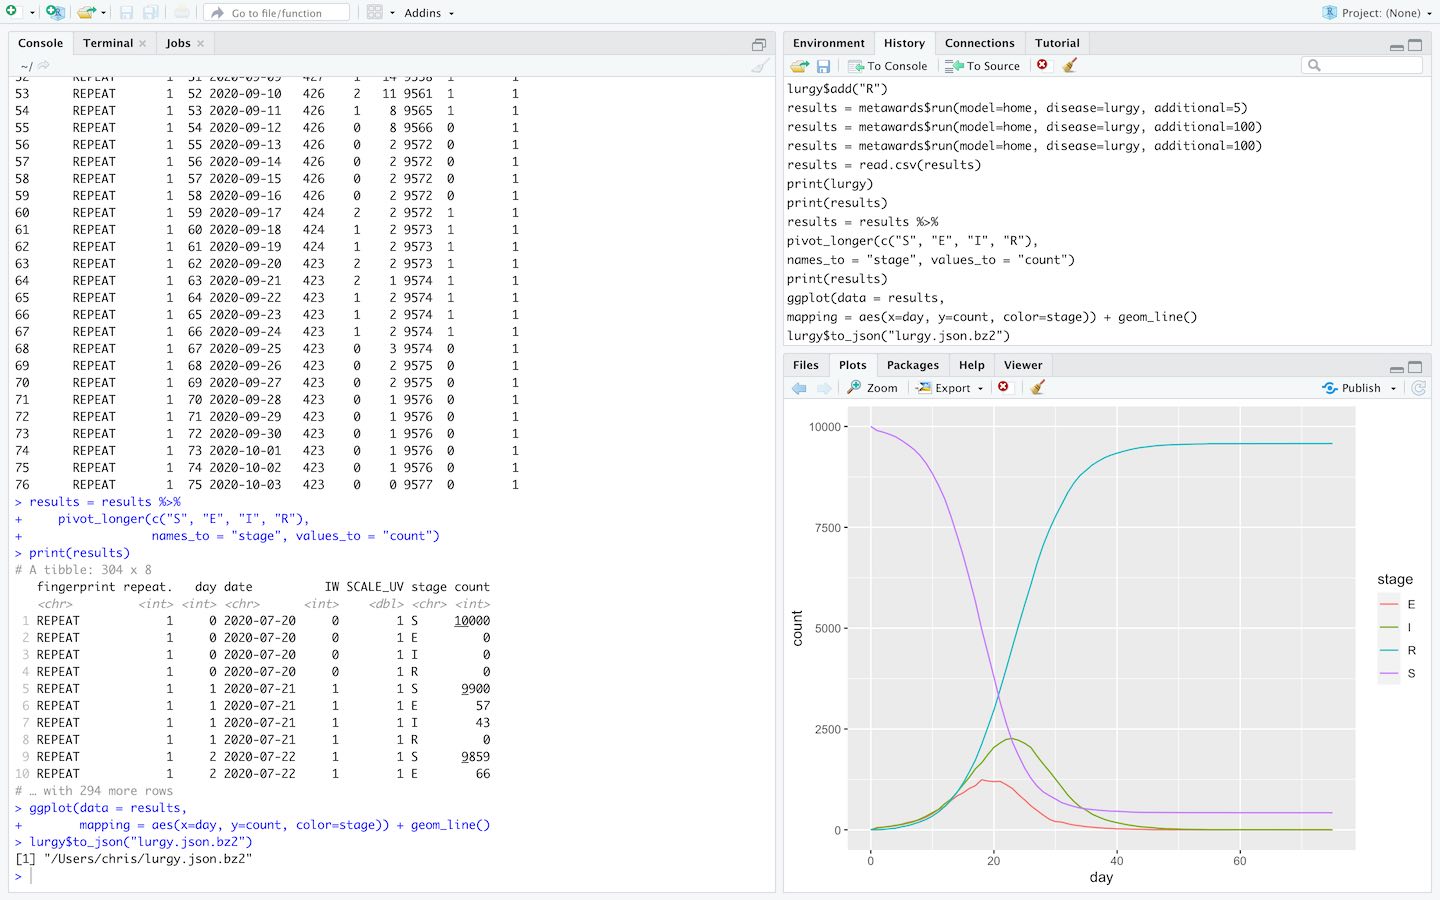 Go to file/function
Addins
Project: (None)
Console Terminal Jobs
~/
52 REPEAT 1 51 2020-09-09 427 1 14 9558 1 1
53 REPEAT 1 52 2020-09-10 426 2 11 9561 1 1
54 REPEAT 1 53 2020-09-11 426 1 8 9565 1 1
55 REPEAT 1 54 2020-09-12 426 0 8 9566 0 1
56 REPEAT 1 55 2020-09-13 426 0 2 9572 0 1
57 REPEAT 1 56 2020-09-14 426 0 2 9572 0 1
58 REPEAT 1 57 2020-09-15 426 0 2 9572 0 1
59 REPEAT 1 58 2020-09-16 426 0 2 9572 0 1
60 REPEAT 1 59 2020-09-17 424 2 2 9572 1 1
61 REPEAT 1 60 2020-09-18 424 1 2 9573 1 1
62 REPEAT 1 61 2020-09-19 424 1 2 9573 1 1
63 REPEAT 1 62 2020-09-20 423 2 2 9573 1 1
64 REPEAT 1 63 2020-09-21 423 2 1 9574 1 1
65 REPEAT 1 64 2020-09-22 423 1 2 9574 1 1
66 REPEAT 1 65 2020-09-23 423 1 2 9574 1 1
67 REPEAT 1 66 2020-09-24 423 1 2 9574 1 1
68 REPEAT 1 67 2020-09-25 423 0 3 9574 0 1
69 REPEAT 1 68 2020-09-26 423 0 2 9575 0 1
70 REPEAT 1 69 2020-09-27 423 0 2 9575 0 1
71 REPEAT 1 70 2020-09-28 423 0 1 9576 0 1
72 REPEAT 1 71 2020-09-29 423 0 1 9576 0 1
73 REPEAT 1 72 2020-09-30 423 0 1 9576 0 1
74 REPEAT 1 73 2020-10-01 423 0 1 9576 0 1
75 REPEAT 1 74 2020-10-02 423 0 1 9576 0 1
76 REPEAT 1 75 2020-10-03 423 0 0 9577 0 1
> results = results %>%
+ pivot_longer(c("S", "E", "I", "R"),
+ names_to = "stage", values_to = "count")
> print(results)
# A tibble: 304 x 8
fingerprint repeat. day date IW SCALE_UV stage count
<chr> <int> <int> <chr> <int> <dbl> <chr> <int>
1 REPEAT 1 0 2020-07-20 0 1 S 10000
2 REPEAT 1 0 2020-07-20 0 1 E 0
3 REPEAT 1 0 2020-07-20 0 1 I 0
4 REPEAT 1 0 2020-07-20 0 1 R 0
5 REPEAT 1 1 2020-07-21 1 1 S 9900
6 REPEAT 1 1 2020-07-21 1 1 E 57
7 REPEAT 1 1 2020-07-21 1 1 I 43
8 REPEAT 1 1 2020-07-21 1 1 R 0
9 REPEAT 1 2 2020-07-22 1 1 S 9859
10 REPEAT 1 2 2020-07-22 1 1 E 66
# … with 294 more rows
> ggplot(data = results,
+ mapping = aes(x=day, y=count, color=stage)) + geom_line()
> lurgy$to_json("lurgy.json.bz2")
[1] "/Users/chris/lurgy.json.bz2"
>
Environment History Connections Tutorial
To Console To Source
lurgy$add("R")
results = metawards$run(model=home, disease=lurgy, additional=5)
results = metawards$run(model=home, disease=lurgy, additional=100)
results = metawards$run(model=home, disease=lurgy, additional=100)
results = read.csv(results)
print(lurgy)
print(results)
results = results %>%
pivot_longer(c("S", "E", "I", "R"),
names_to = "stage", values_to = "count")
print(results)
ggplot(data = results,
mapping = aes(x=day, y=count, color=stage)) + geom_line()
lurgy$to_json("lurgy.json.bz2")
Files Plots Packages Help Viewer
Zoom Export Publish
10000
7500
5000
2500
0
count
0 20 40 60
day
stage
E
I
R
S